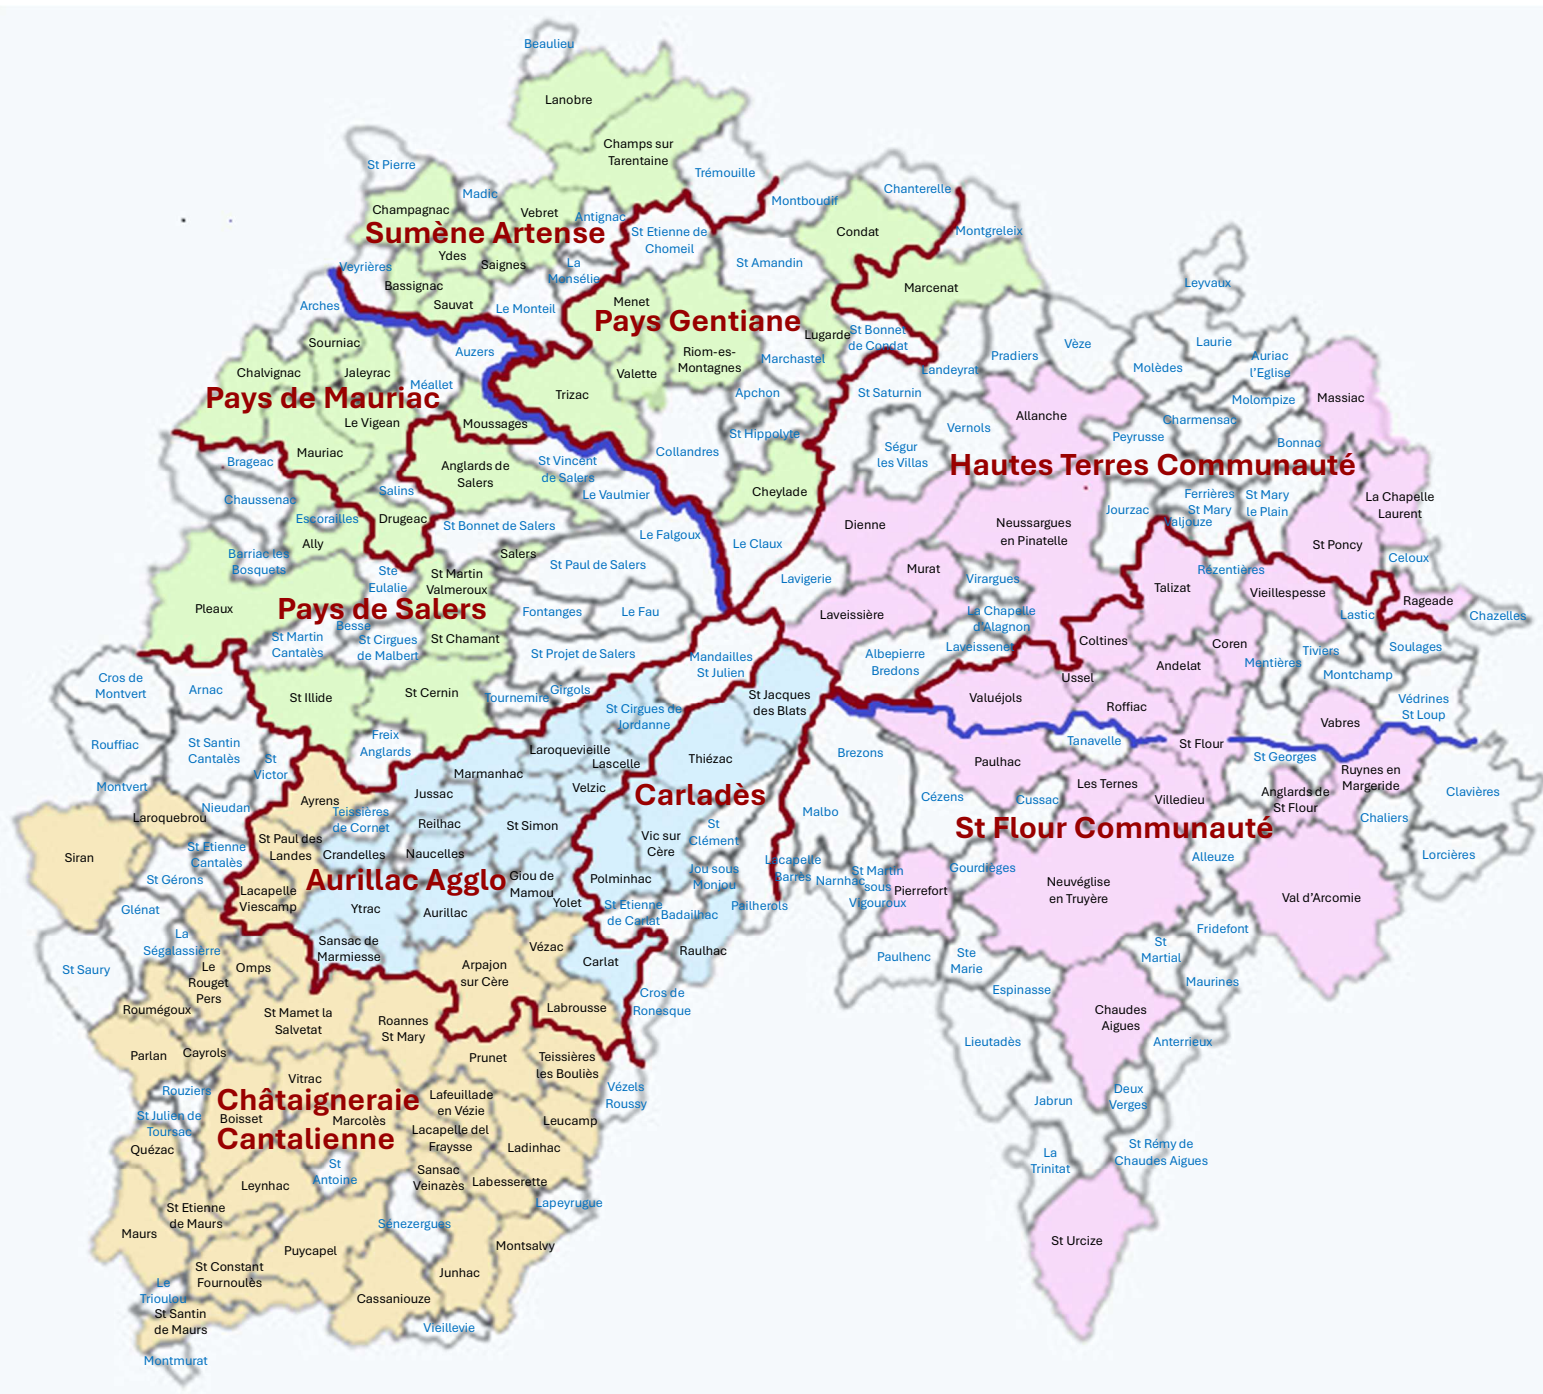 Beaulieu
Lanobre
Champs sur
Tarentaine
St Pierre
Trémouille
Madic
Chanterelle
Montboudif
Champagnac
Vebret
Antignac
Sumène Artense
St Etienne de
Chomeil
Condat
Montgreleix
Ydes
Saignes
La
Monsélie
St Amandin
Veyrières
Bassignac
Marcenat
Leyvaux
Arches
Sauvat
Le Monteil
Menet
Pays Gentiane
Lugarde
St Bonnet
de Condat
Sourniac
Auzers
Riom-es-
Montagnes
Marchastel
Pradiers
Vèze
Laurie
Auriac
l'Eglise
Chalvignac
Jaleyrac
Méallet
Valette
Landeyrat
Molèdes
Pays de Mauriac
Trizac
Apchon
St Saturnin
Molompize
Massiac
Le Vigean
Moussages
St Hippolyte
Vernols
Allanche
Charmensac
Peyrusse
Bonnac
Mauriac
Brageac
Anglards de
Salers
St Vincent
de Salers
Collandres
Ségur
les Villas
Hautes Terres Communauté
Chaussenac
Salins
Le Vaulmier
Cheylade
Ferrières
St Mary
St Mary
le Plain
La Chapelle
Laurent
Escorailles
Drugeac
St Bonnet de Salers
Le Falgoux
Dienne
Neussargues
en Pinatelle
Jourzac
Valjouze
Ally
Barriac les
Bosquets
Salers
Le Claux
St Poncy
Celoux
Ste
Eulalie
St Martin
Valmeroux
St Paul de Salers
Lavigerie
Murat
Virargues
Talizat
Rézentières
Vieillespesse
Pleaux
Pays de Salers
Fontanges
Le Fau
Laveissière
La Chapelle
d'Alagnon
Rageade
Lastic
Chazelles
Besse
St Martin
Cantalès
St Cirgues
de Malbert
St Chamant
St Projet de Salers
Mandailles
St Julien
Albepierre
Bredons
Laveissenet
Coltines
Coren
Tiviers
Soulages
Cros de
Montvert
Arnac
St Illide
St Cernin
Tournemire
Girgols
St Jacques
des Blats
Ussel
Andelat
Mentières
Montchamp
St Cirgues de
Jordanne
Valuéjols
Roffiac
Védrines
St Loup
Rouffiac
St Santin
Cantalès
Freix
Anglards
Vabres
St
Victor
Laroquevieille
Lascelle
Thiézac
Brezons
Tanavelle
St Flour
St Georges
Montvert
Marmanhac
Velzic
Paulhac
Ruynes en
Margeride
Jussac
Carladès
Cézens
Cussac
Les Ternes
Villedieu
Anglards de
St Flour
Clavières
Nieudan
Ayrens
Teissières
de Cornet
Laroquebrou
Reilhac
St Simon
Malbo
St Flour Communauté
Chaliers
Siran
St Etienne
Cantalès
St Paul des
Landes
Crandelles
Naucelles
Vic sur
Cère
St
Clément
Alleuze
Lorcières
St Gérons
Aurillac Agglo
Giou de
Mamou
Polminhac
Jou sous
Monjou
Lacapelle
Barrès
Narnhac
St Martin
sous
Vigouroux
Pierrefort
Gourdièges
Neuvéglise
en Truyère
Val d'Arcomie
Lacapelle
Viescamp
Ytrac
Aurillac
Yolet
St Etienne
de Carlat
Badailhac
Pailherols
Glénat
Fridefont
La
Ségalassièrre
Sansac de
Marmiesse
Vézac
Carlat
Raulhac
Paulhenc
Ste
Marie
St
Martial
St Saury
Le
Rouget
Pers
Omps
Arpajon
sur Cère
Cros de
Ronesque
Espinasse
Maurines
Roumégoux
St Mamet la
Salvetat
Roannes
St Mary
Labrousse
Chaudes
Aigues
Parlan
Cayrols
Prunet
Teissières
les Bouliès
Lieutadès
Anterrieux
Rouziers
Vitrac
Châtaigneraie
Cantalienne
Lafeuillade
en Vézie
Vézels
Roussy
Jabrun
Deux
Verges
St Julien de
Toursac
Boisset
Marcolès
Lacapelle del
Fraysse
Leucamp
Quézac
Ladinhac
La
Trinitat
St Rémy de
Chaudes Aigues
St
Antoine
Sansac
Veinazès
Labesserette
Leynhac
Lapeyrugue
St Etienne
de Maurs
Sénezergues
Maurs
Puycapel
Montsalvy
St Urcize
St Constant
Fournoulès
Junhac
Le
Trioulou
Cassaniouze
St Santin
de Maurs
Vieillevie
Montmurat